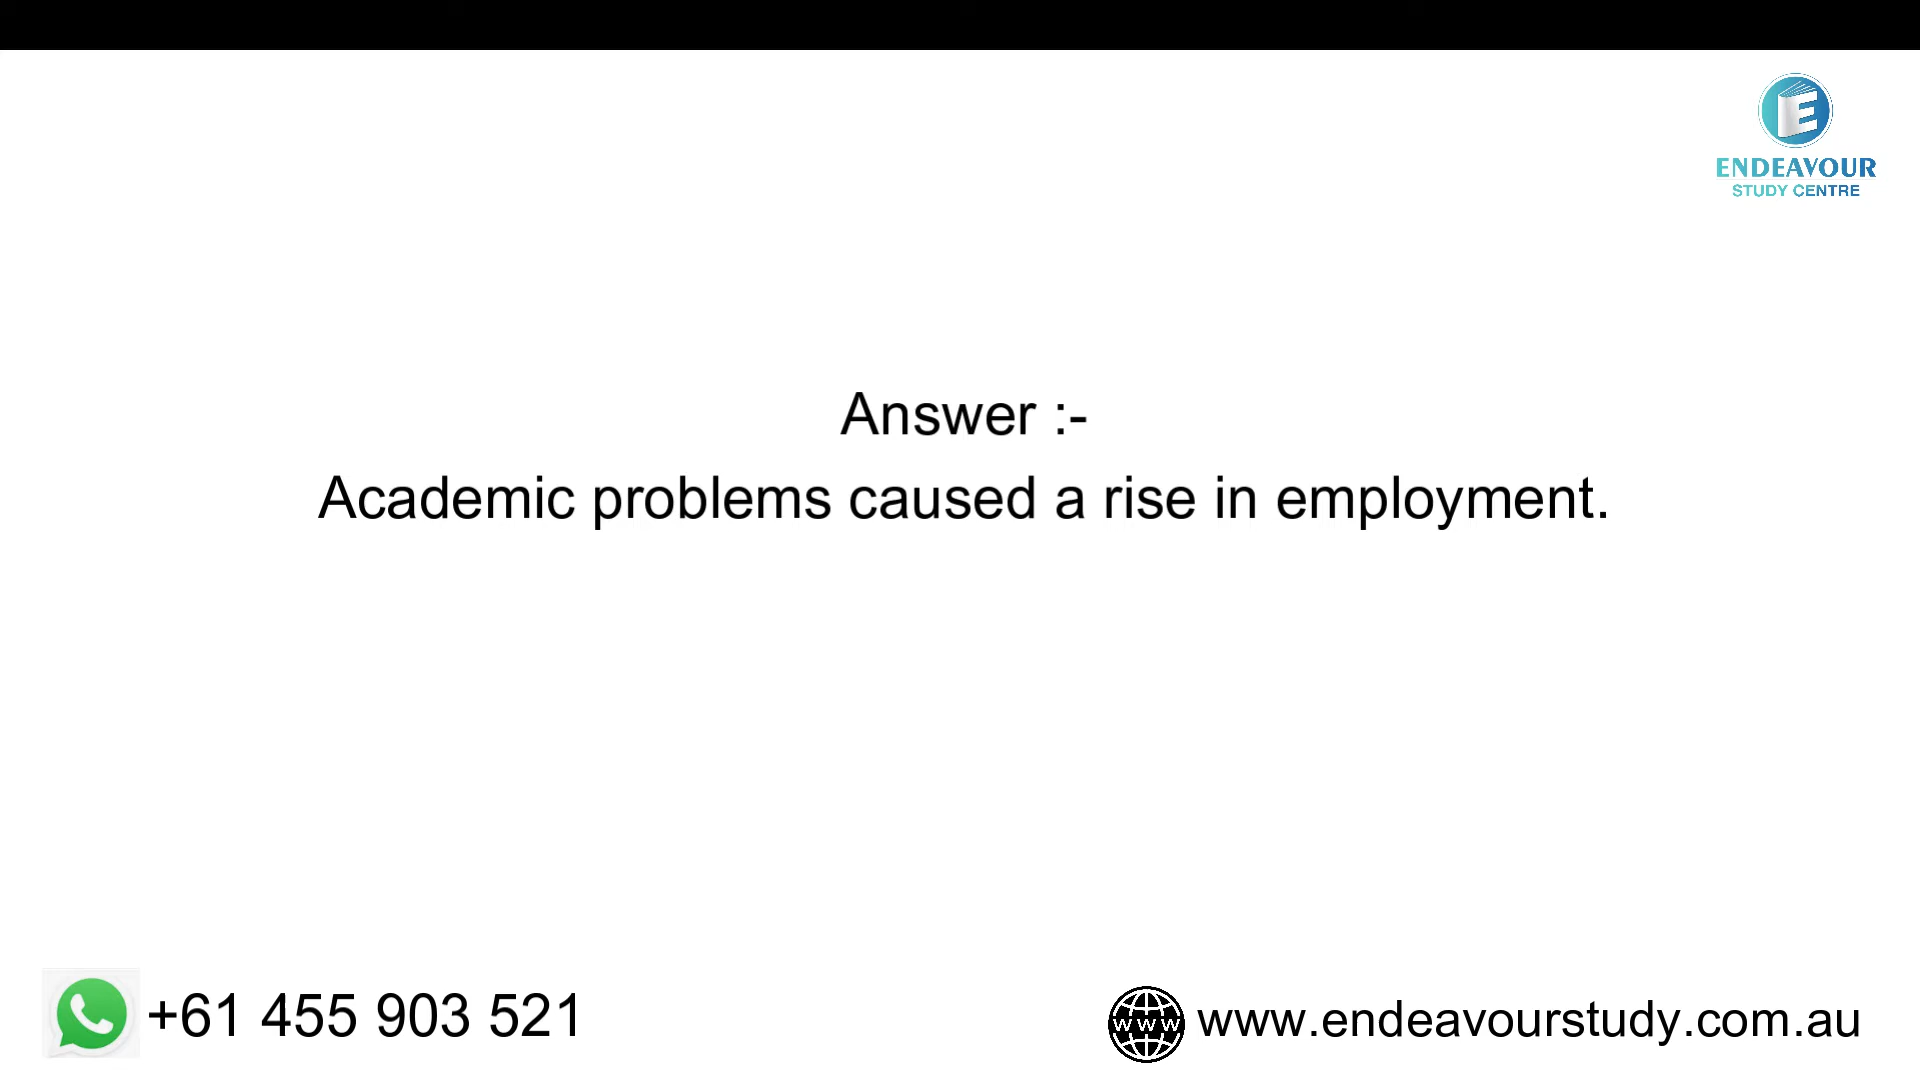 ENDEAVOUR
STUDY CENTRE
Answer :-
Academic problems caused a rise in employment.
+61 455 903 521
www
www.endeavourstudy.com.au